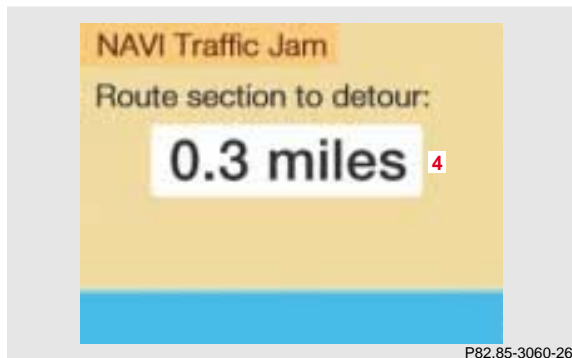 NAVI Traffic Jam
Route section to detour:
0.3 miles 4
P82.85-3060-26